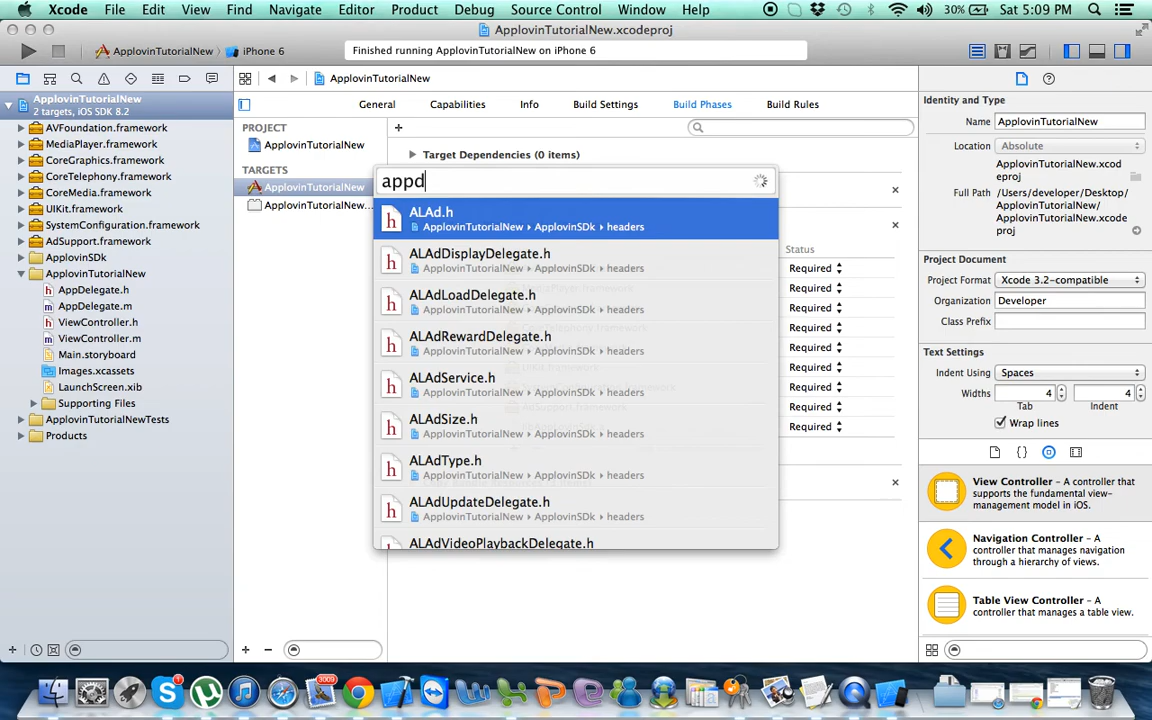 Xcode File Edit View Find Navigate Editor Product Debug Source Control Window Help 30% Sat 5:09 PM
ApplovinTutorialNew.xcodeproj
ApplovinTutorialNew iPhone 6 Finished running ApplovinTutorialNew on iPhone 6
ApplovinTutorialNew
2 targets, iOS SDK 8.2
AVFoundation.framework
MediaPlayer.framework
CoreGraphics.framework
CoreTelephony.framework
CoreMedia.framework
UIKit.framework
SystemConfiguration.framework
AdSupport.framework
ApplovinSDk
ApplovinTutorialNew
AppDelegate.h
AppDelegate.m
ViewController.h
ViewController.m
Main.storyboard
Images.xcassets
LaunchScreen.xib
Supporting Files
ApplovinTutorialNewTests
Products
ApplovinTutorialNew
General Capabilities Info Build Settings Build Phases Build Rules
PROJECT
ApplovinTutorialNew
TARGETS
ApplovinTutorialNew
ApplovinTutorialNew...
Target Dependencies (0 items)
appd
ALAd.h
ApplovinTutorialNew ApplovinSDk headers
ALAdDisplayDelegate.h
ApplovinTutorialNew ApplovinSDk headers
ALAdLoadDelegate.h
ApplovinTutorialNew ApplovinSDk headers
ALAdRewardDelegate.h
ApplovinTutorialNew ApplovinSDk headers
ALAdService.h
ApplovinTutorialNew ApplovinSDk headers
ALAdSize.h
ApplovinTutorialNew ApplovinSDk headers
ALAdType.h
ApplovinTutorialNew ApplovinSDk headers
ALAdUpdateDelegate.h
ApplovinTutorialNew ApplovinSDk headers
ALAdVideoPlaybackDelegate.h
Status
Required
Required
Required
Required
Required
Required
Required
Required
Required
Identity and Type
Name ApplovinTutorialNew
Location Absolute
ApplovinTutorialNew.xcod
eproj
Full Path /Users/developer/Desktop/
ApplovinTutorialNew/
ApplovinTutorialNew.xcode
proj
Project Document
Project Format Xcode 3.2-compatible
Organization Developer
Class Prefix
Text Settings
Indent Using Spaces
Widths 4 4
Tab Indent
Wrap lines
View Controller - A controller that
supports the fundamental view-
management model in iOS.
Navigation Controller - A
controller that manages navigation
through a hierarchy of views.
Table View Controller - A
controller that manages a table view.
3009